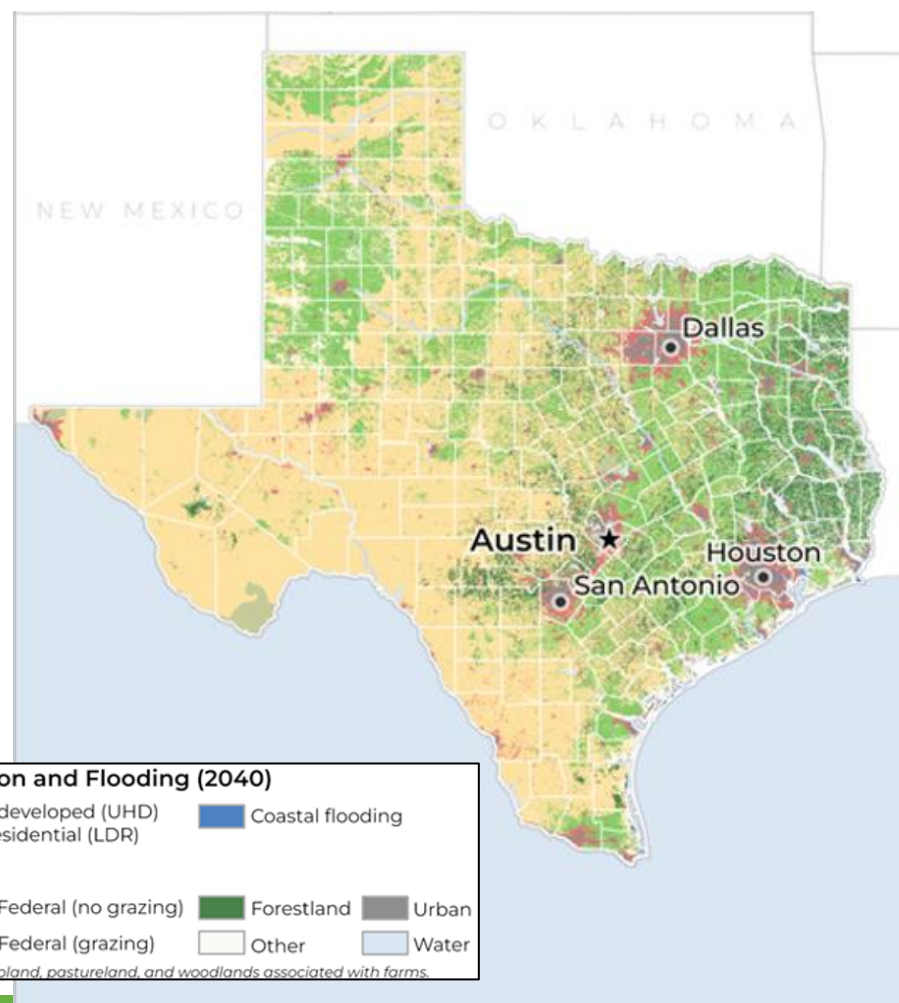 OKLAHOMA
NEW MEXICO
Dallas
Austin
Houston
San Antonio
on and Flooding (2040)
developed (UHD)
esidential (LDR)
Coastal flooding
Federal (no grazing)
Forestland
Urban
Federal (grazing)
Other
Water
pland, pastureland, and woodlands associated with farms.